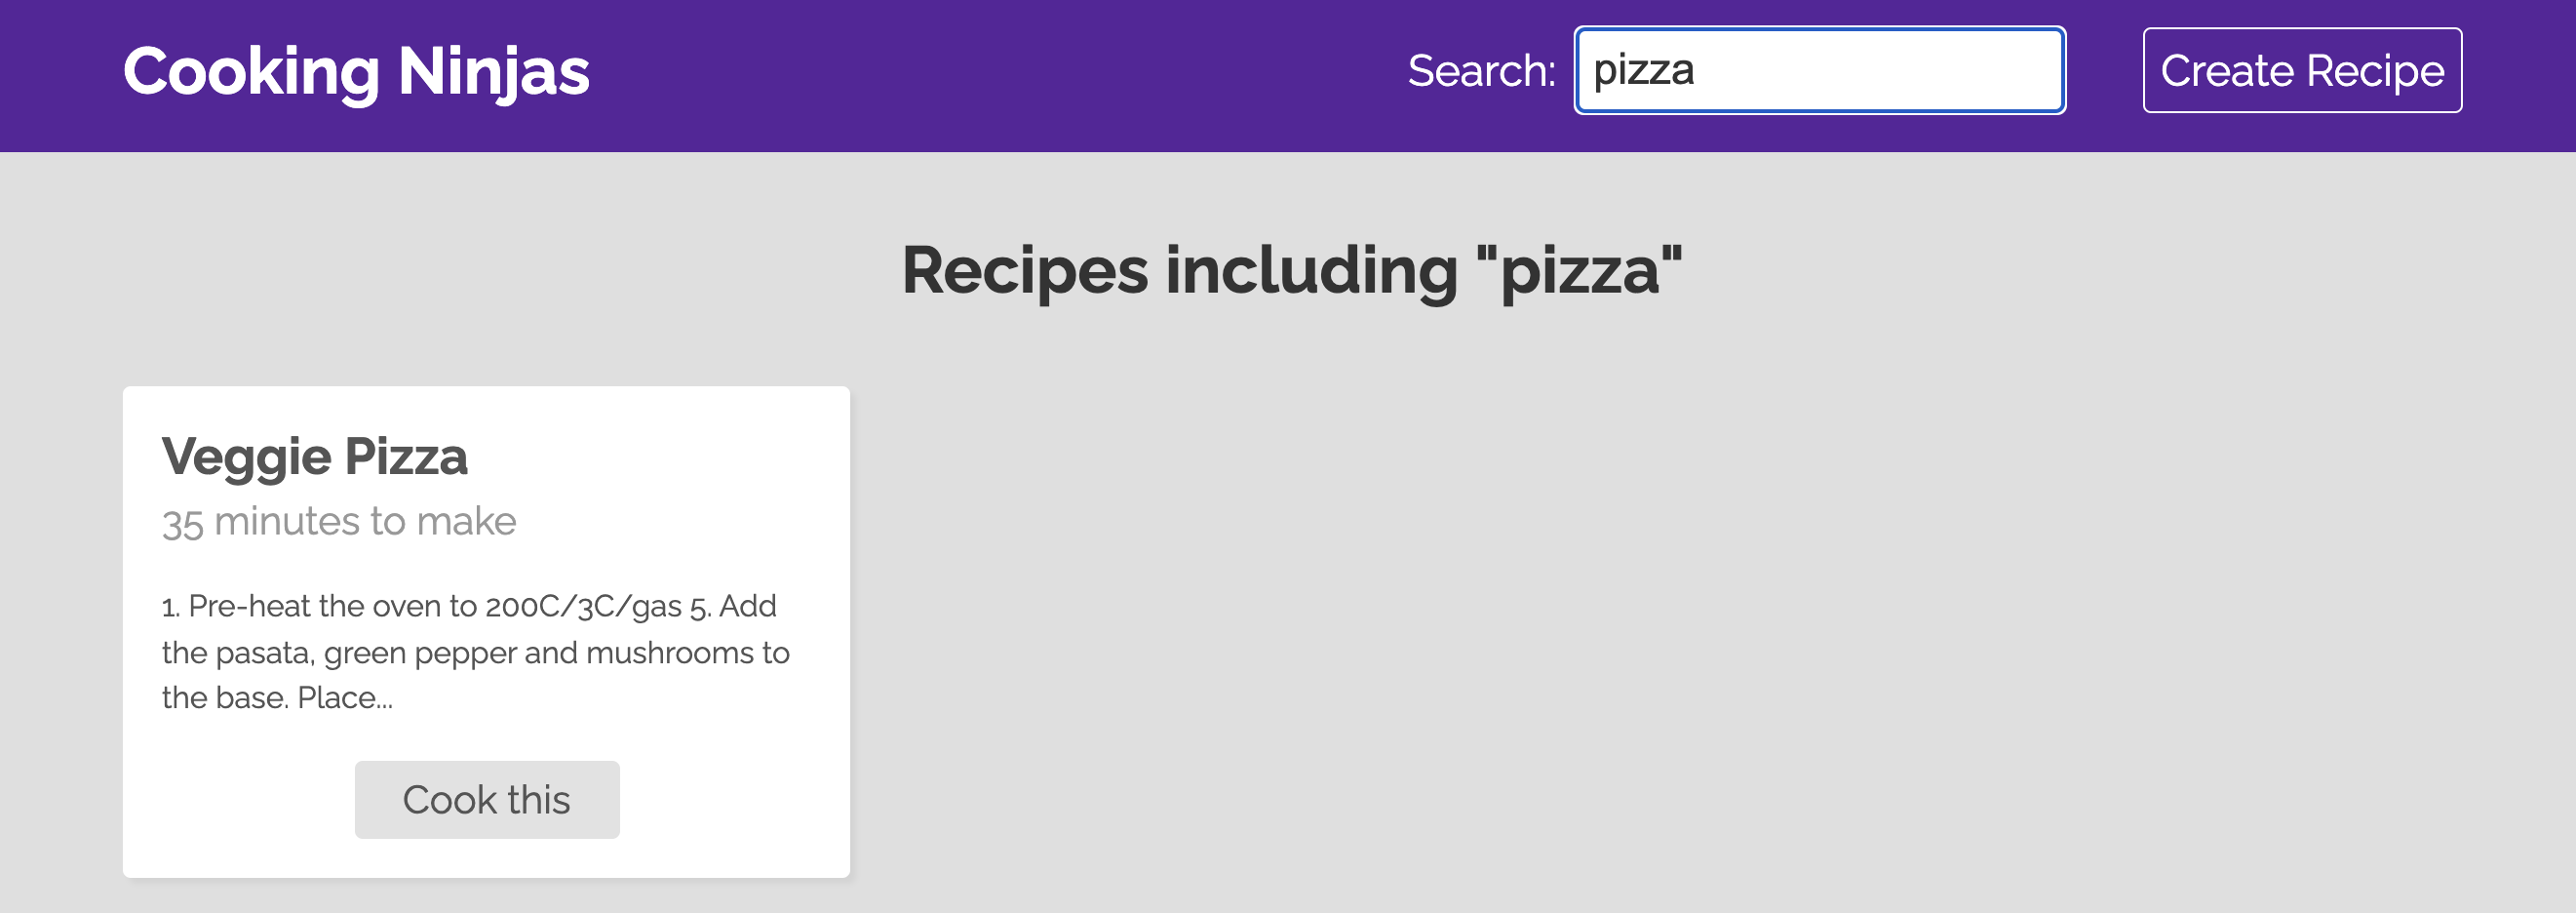 Cooking Ninjas
Search: pizza
Create Recipe
Recipes including "pizza"
Veggie Pizza
35 minutes to make
1. Pre-heat the oven to 200C/3C/gas 5. Add
the pasata, green pepper and mushrooms to
the base. Place...
Cook this